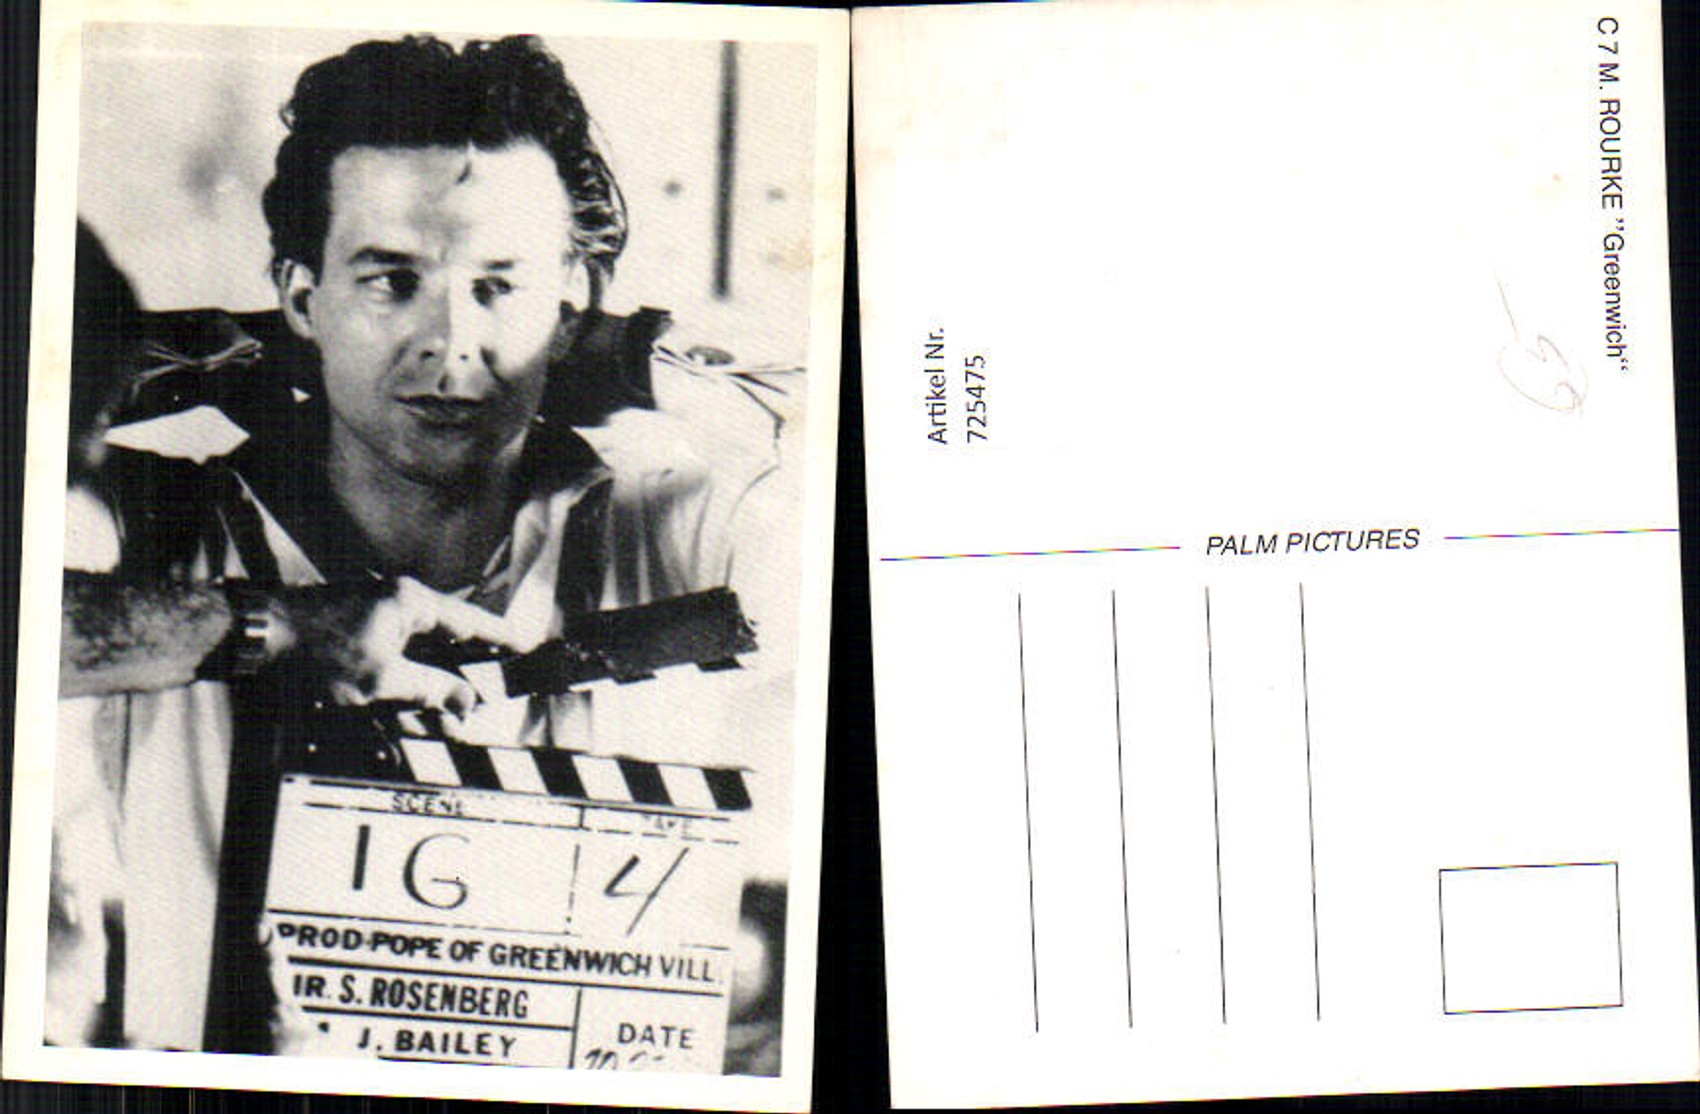 SCENE
TAKE
1G
4
PROD-POPE OF GREENWICH VILL.
IR. S. ROSENBERG
J. BAILEY
DATE
C 7 M. ROURKE ”Greenwich“
Artikel Nr.
725475
PALM PICTURES